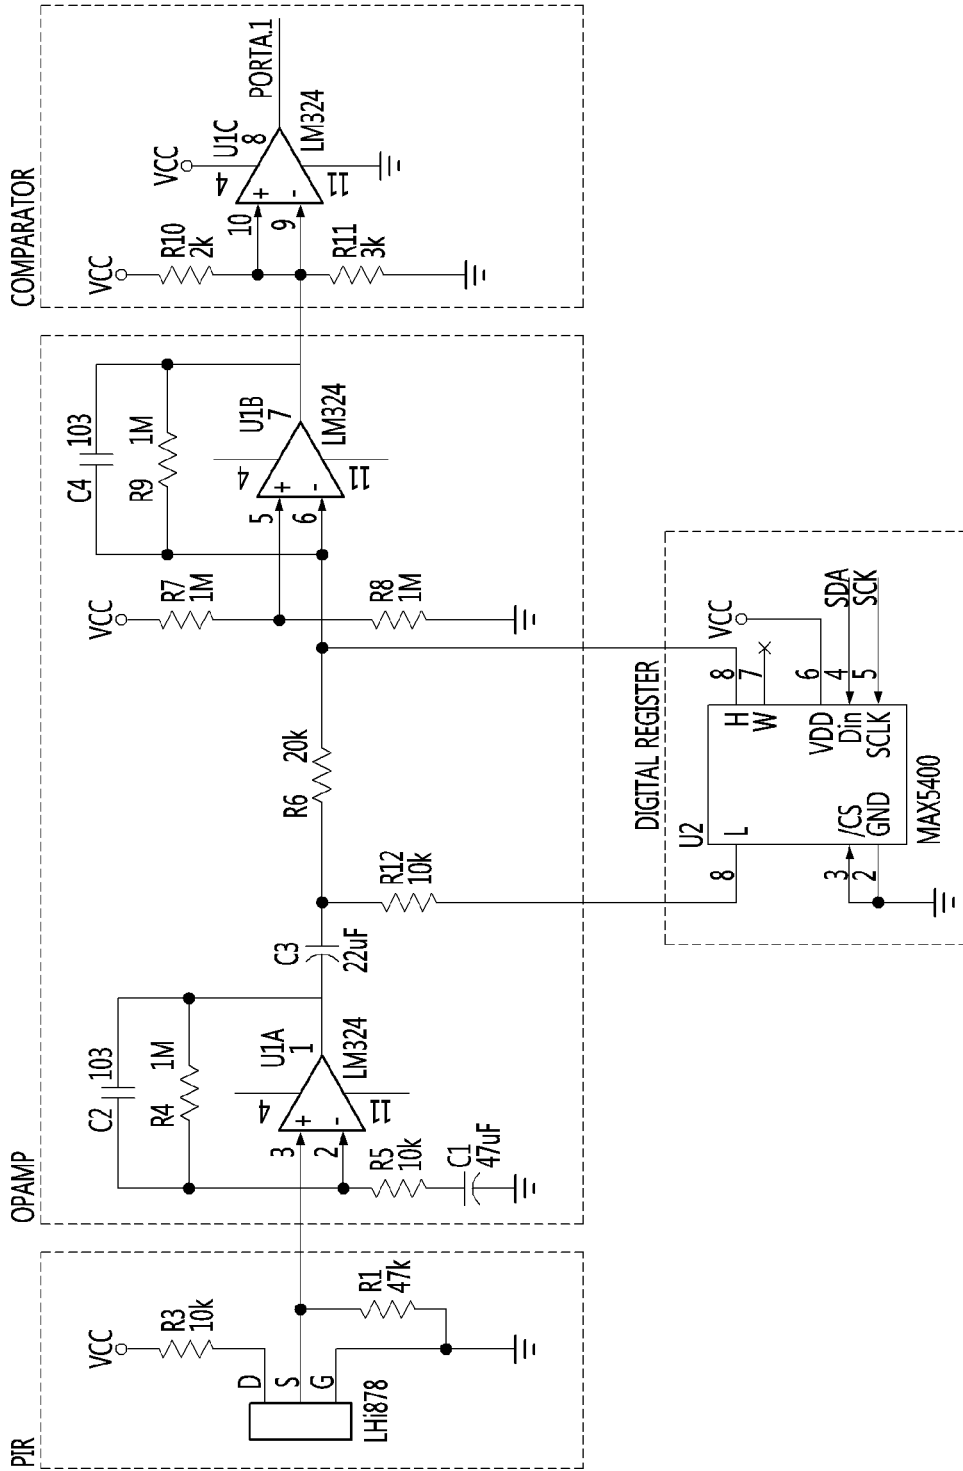 PIR
VCC
R3
10k
D
S
G
LHi878
R1
47k
OPAMP
C2 103
R4 1M
U1A
1
LM324
4
11
3
2
+
-
R5
10k
C1
47uF
C3
22uF
R6 20k
R12
10k
VCC
R7
1M
R8
1M
C4 103
R9 1M
U1B
7
LM324
4
11
5
6
+
-
COMPARATOR
VCC
R10
2k
R11
3k
VCC
U1C
8
LM324
4
11
10
9
+
-
PORTA.1
DIGITAL REGISTER
U2
L
H
W
VDD
Din
SCLK
/CS
GND
MAX5400
8
3
2
8
7
6
4
5
VCC
SDA
SCK